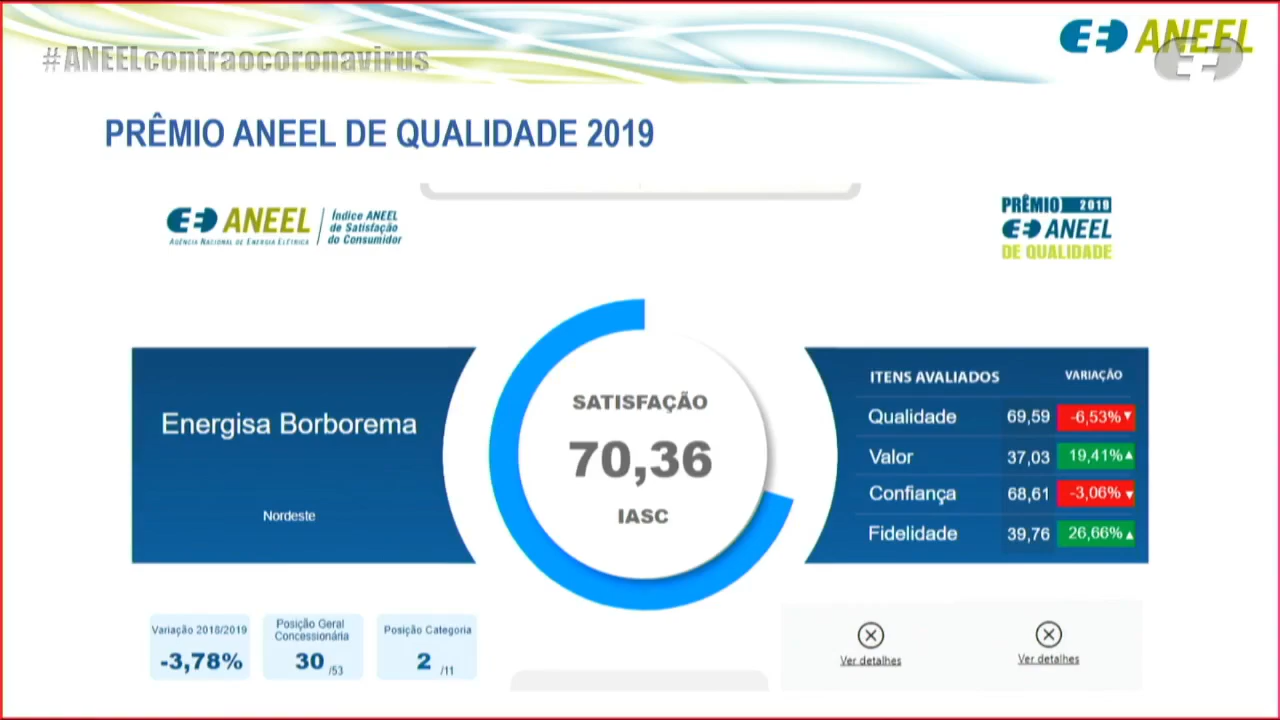 #ANEELcontraocoronavirus
ANEEL
PRÊMIO ANEEL DE QUALIDADE 2019
ANEEL
AGÊNCIA NACIONAL DE ENERGIA ELÉTRICA
Índice ANEEL
de Satisfação
do Consumidor
PRÊMIO 2019
ANEEL
DE QUALIDADE
Energisa Borborema
Nordeste
SATISFAÇÃO
70,36
IASC
ITENS AVALIADOS VARIAÇÃO
Qualidade 69,59 -6,53%▼
Valor 37,03 19,41%▲
Confiança 68,61 -3,06%▼
Fidelidade 39,76 26,66%▲
Variação 2018/2019
-3,78%
Posição Geral
Concessionária
30 /53
Posição Categoria
2 /11
Ver detalhes
Ver detalhes